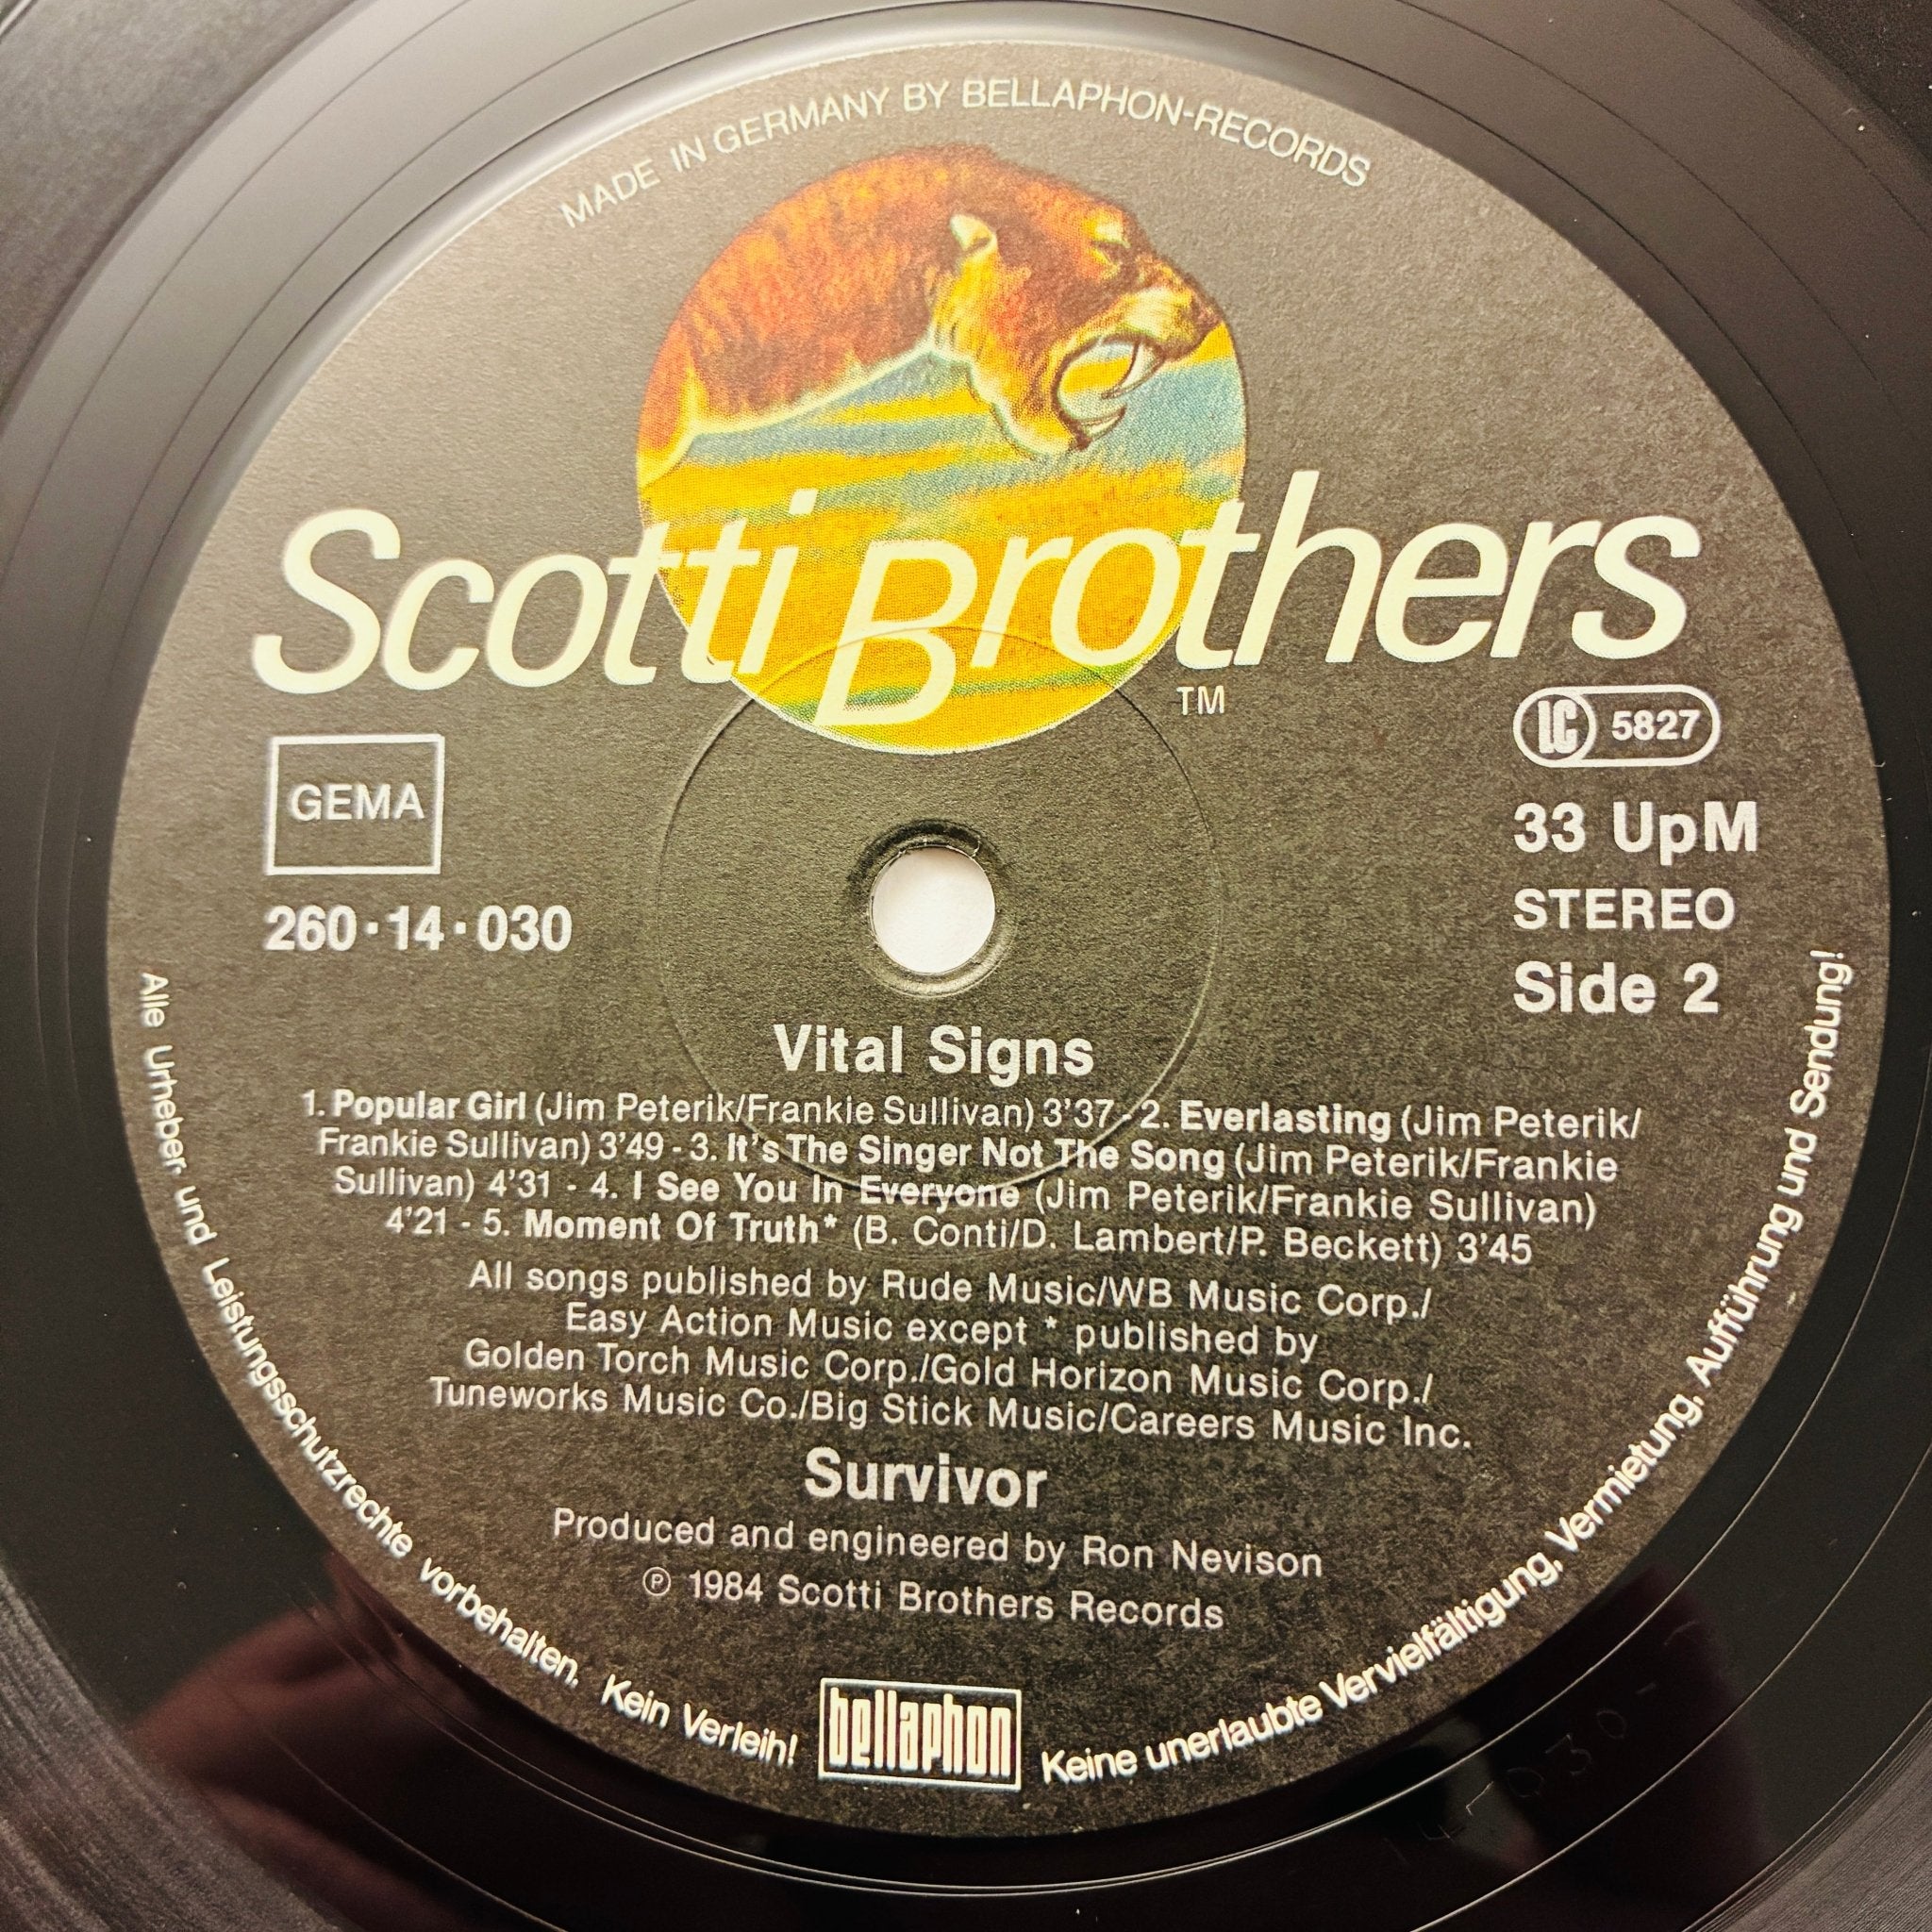 MADE IN GERMANY BY BELLAPHON-RECORDS
Scotti Brothers
TM
LC 5827
GEMA
33 UpM
260·14·030
STEREO
Side 2
Vital Signs
1. Popular Girl (Jim Peterik/Frankie Sullivan) 3'37 - 2. Everlasting (Jim Peterik/
Frankie Sullivan) 3'49 - 3. It's The Singer Not The Song (Jim Peterik/Frankie
Sullivan) 4'31 - 4. I See You In Everyone (Jim Peterik/Frankie Sullivan)
4'21 - 5. Moment Of Truth* (B. Conti/D. Lambert/P. Beckett) 3'45
All songs published by Rude Music/WB Music Corp./
Easy Action Music except * published by
Golden Torch Music Corp./Gold Horizon Music Corp./
Tuneworks Music Co./Big Stick Music/Careers Music Inc.
Survivor
Produced and engineered by Ron Nevison
℗ 1984 Scotti Brothers Records
Alle Urheber und Leistungsschutzrechte vorbehalten. Kein Verleih!
bellaphon
Keine unerlaubte Vervielfältigung, Vermietung, Aufführung und Sendung!